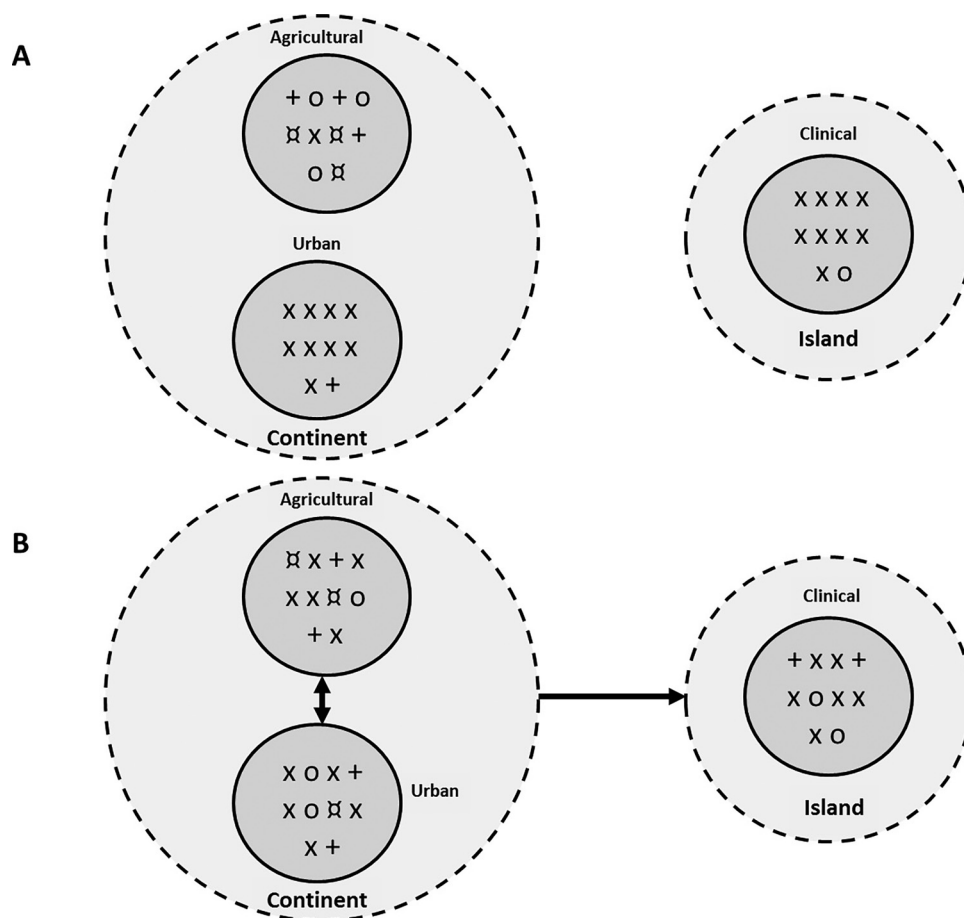 A
Agricultural
+ o + o
¤ x ¤ +
o ¤
Urban
x x x x
x x x x
x +
Continent
Clinical
x x x x
x x x x
x o
Island
B
Agricultural
¤ x + x
x x ¤ o
+ x
x o x +
x o ¤ x
x +
Urban
Continent
Clinical
+ x x +
x o x x
x o
Island